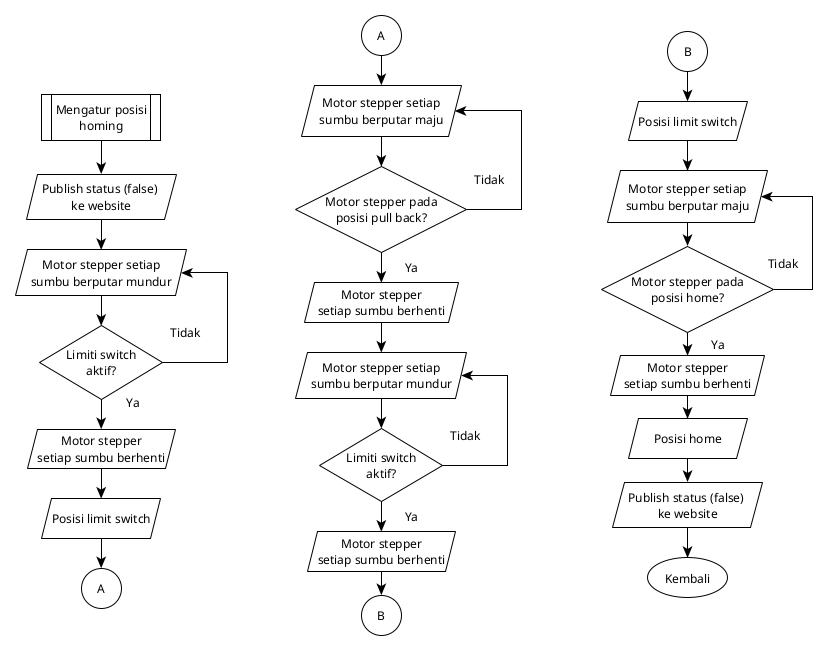 Mengatur posisi
homing
Publish status (false)
ke website
Motor stepper setiap
sumbu berputar mundur
Tidak
Limiti switch
aktif?
Ya
Motor stepper
setiap sumbu berhenti
Posisi limit switch
A
A
Motor stepper setiap
sumbu berputar maju
Tidak
Motor stepper pada
posisi pull back?
Ya
Motor stepper
setiap sumbu berhenti
Motor stepper setiap
sumbu berputar mundur
Tidak
Limiti switch
aktif?
Ya
Motor stepper
setiap sumbu berhenti
B
B
Posisi limit switch
Motor stepper setiap
sumbu berputar maju
Tidak
Motor stepper pada
posisi home?
Ya
Motor stepper
setiap sumbu berhenti
Posisi home
Publish status (false)
ke website
Kembali